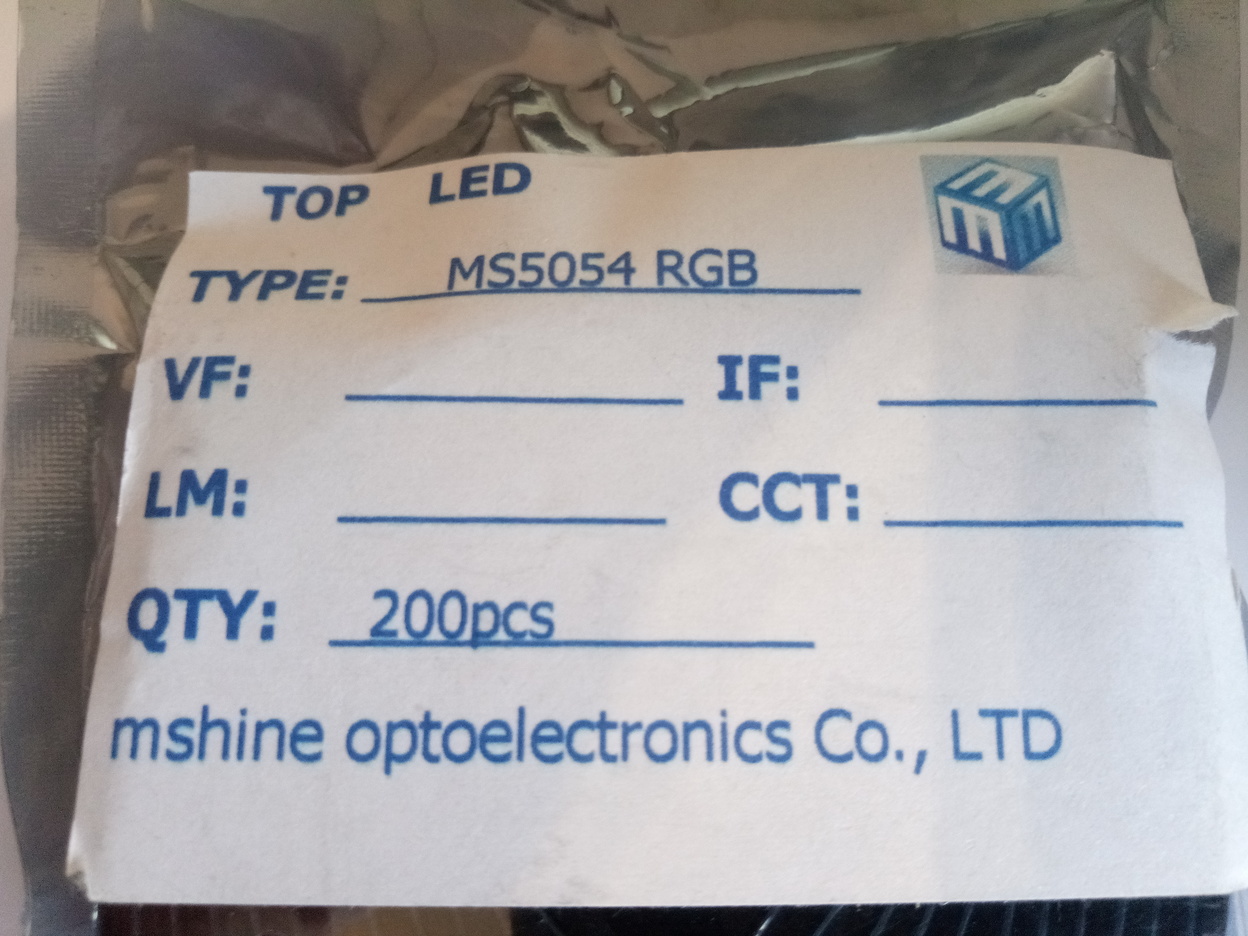 TOP LED
TYPE: MS5054 RGB
VF: IF:
LM: CCT:
QTY: 200pcs
mshine optoelectronics Co., LTD